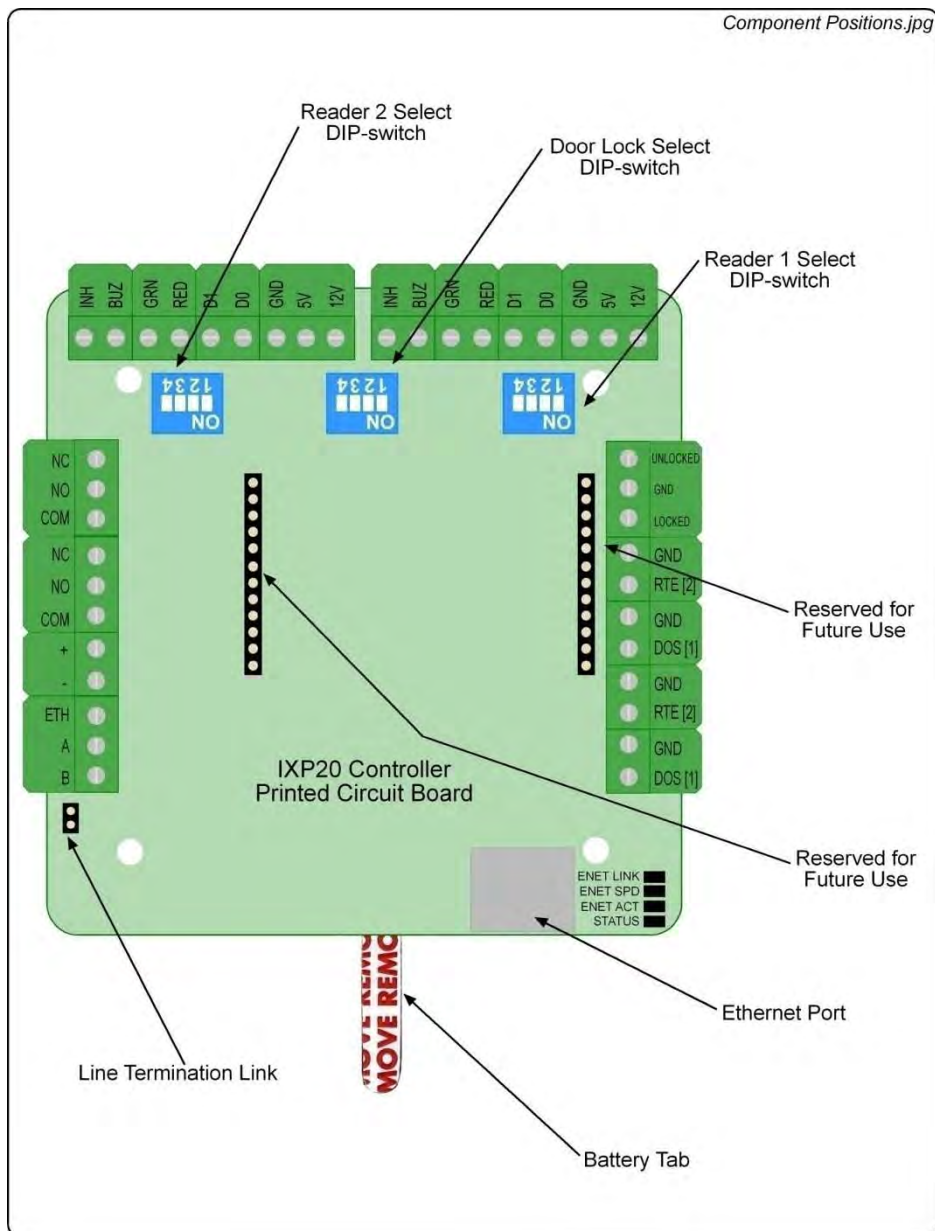 Component Positions.jpg
Reader 2 Select
DIP-switch
Door Lock Select
DIP-switch
Reader 1 Select
DIP-switch
INH BUZ GRN RED D1 D0 GND 5V 12V
INH BUZ GRN RED D1 D0 GND 5V 12V
1234
ON
1234
ON
1234
ON
NC
NO
COM
NC
NO
COM
+
-
ETH
A
B
UNLOCKED
GND
LOCKED
GND
RTE [2]
GND
DOS [1]
GND
RTE [2]
GND
DOS [1]
Reserved for
Future Use
IXP20 Controller
Printed Circuit Board
Reserved for
Future Use
ENET LINK
ENET SPD
ENET ACT
STATUS
MOVE REMO
MOVE REMO
Ethernet Port
Line Termination Link
Battery Tab